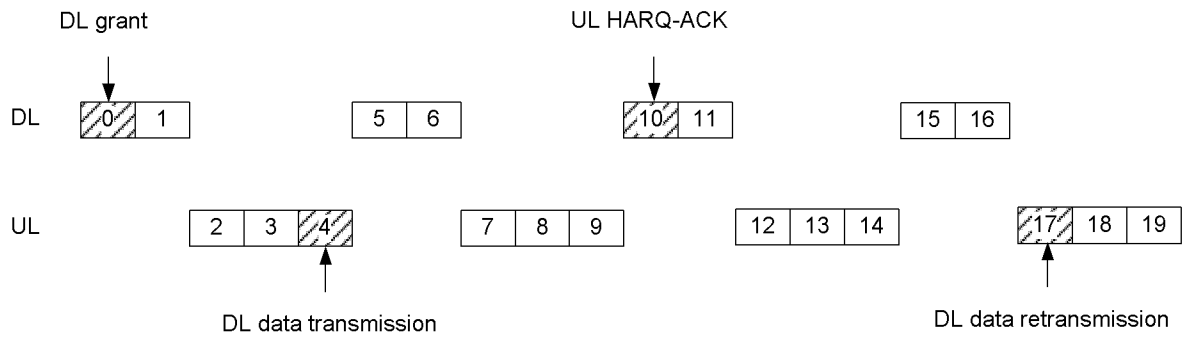 DL grant
UL HARQ-ACK
DL 0 1 5 6 10 11 15 16
UL 2 3 4 7 8 9 12 13 14 17 18 19
DL data transmission
DL data retransmission